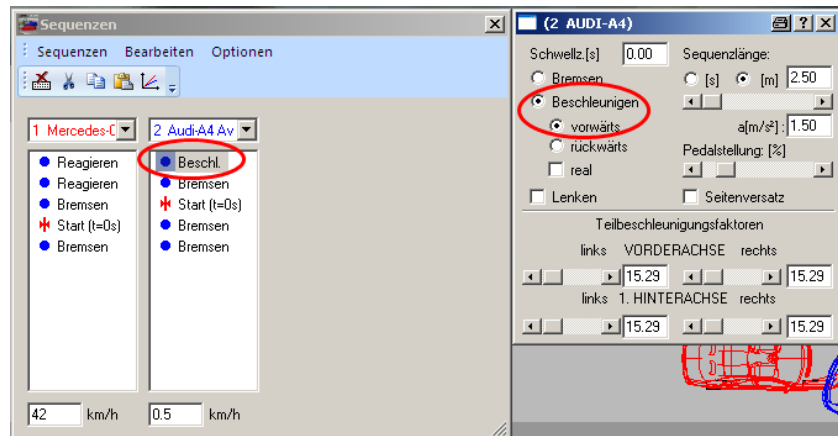 Sequenzen
Sequenzen Bearbeiten Optionen
1 Mercedes-C
2 Audi-A4 Av
Reagieren
Reagieren
Bremsen
Start (t=0s)
Bremsen
Beschl.
Bremsen
Start (t=0s)
Bremsen
Bremsen
42 km/h
0.5 km/h
(2 AUDI-A4)
Schwellz.[s] 0.00
Sequenzlänge:
Bremsen
[s] [m] 2.50
Beschleunigen
vorwärts
a[m/s²]: 1.50
rückwärts
Pedalstellung: [%]
real
Lenken
Seitenversatz
Teilbeschleunigungsfaktoren
links VORDERACHSE rechts
15.29 15.29
links 1. HINTERACHSE rechts
15.29 15.29